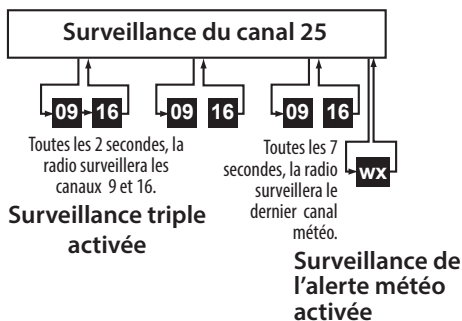 Surveillance du canal 25
09 16 09 16 09 16
Toutes les 2 secondes, la
radio surveillera les
canaux 9 et 16.
Surveillance triple
activée
Toutes les 7
secondes, la radio
surveillera le
dernier canal
météo.
wx
Surveillance de
l'alerte météo
activée